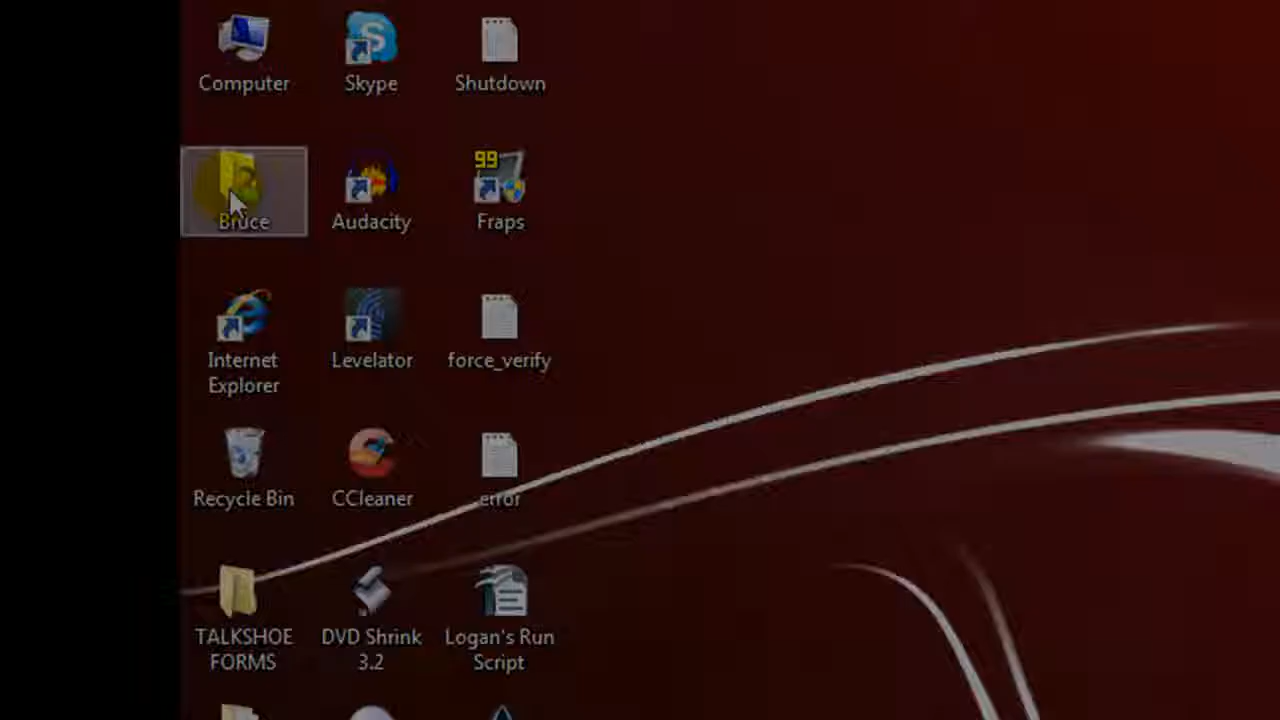 Computer
Skype
Shutdown
Bruce
Audacity
99
Fraps
Internet
Explorer
Levelator
force_verify
Recycle Bin
CCleaner
error
TALKSHOE
FORMS
DVD Shrink
3.2
Logan's Run
Script